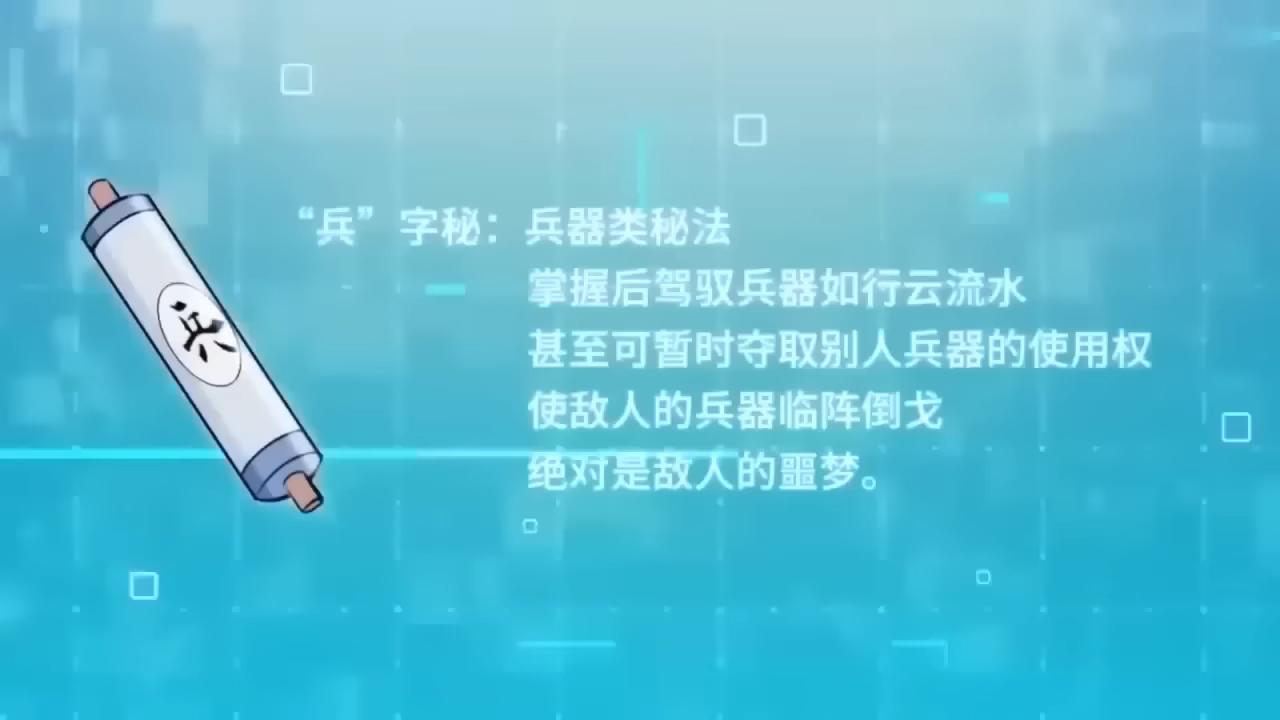 兵
“兵”字秘：兵器类秘法
掌握后驾驭兵器如行云流水
甚至可暂时夺取别人兵器的使用权
使敌人的兵器临阵倒戈
绝对是敌人的噩梦。